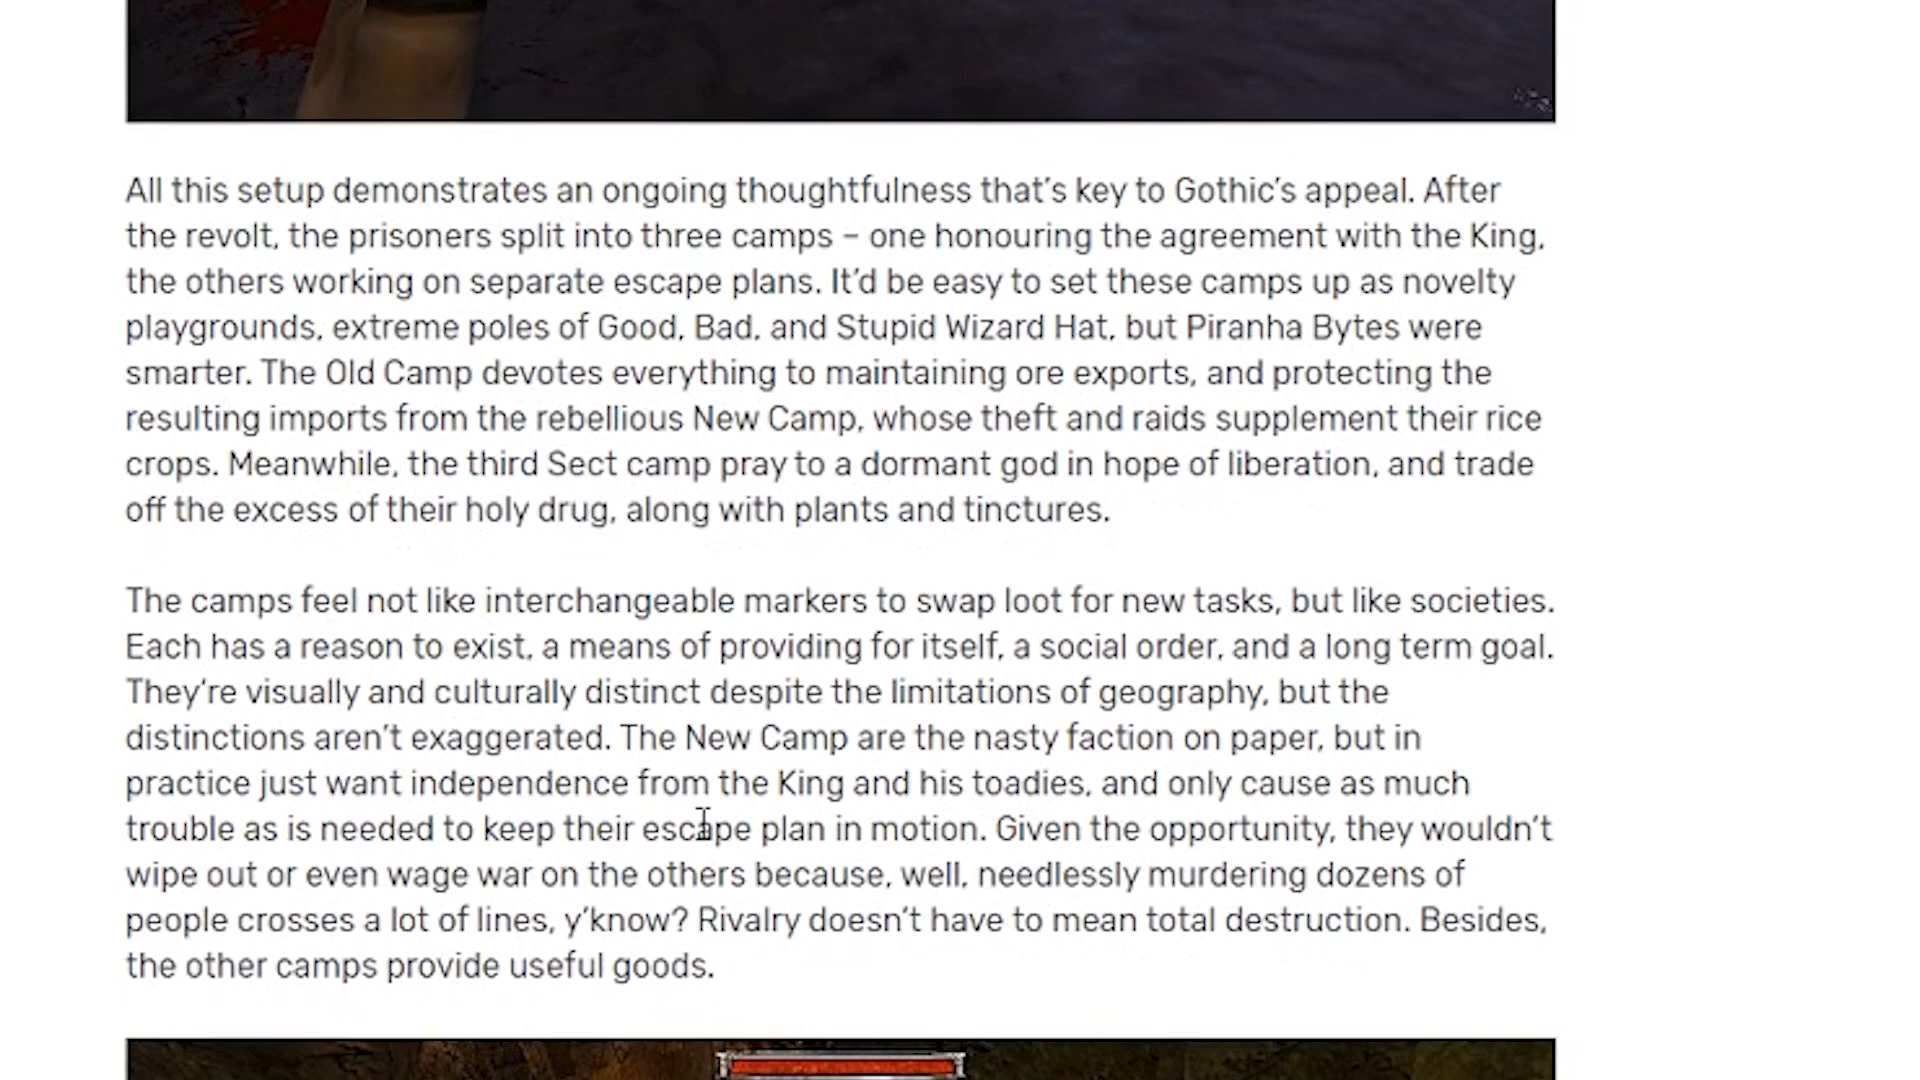 All this setup demonstrates an ongoing thoughtfulness that's key to Gothic's appeal. After
the revolt, the prisoners split into three camps – one honouring the agreement with the King,
the others working on separate escape plans. It'd be easy to set these camps up as novelty
playgrounds, extreme poles of Good, Bad, and Stupid Wizard Hat, but Piranha Bytes were
smarter. The Old Camp devotes everything to maintaining ore exports, and protecting the
resulting imports from the rebellious New Camp, whose theft and raids supplement their rice
crops. Meanwhile, the third Sect camp pray to a dormant god in hope of liberation, and trade
off the excess of their holy drug, along with plants and tinctures.
The camps feel not like interchangeable markers to swap loot for new tasks, but like societies.
Each has a reason to exist, a means of providing for itself, a social order, and a long term goal.
They're visually and culturally distinct despite the limitations of geography, but the
distinctions aren't exaggerated. The New Camp are the nasty faction on paper, but in
practice just want independence from the King and his toadies, and only cause as much
trouble as is needed to keep their escape plan in motion. Given the opportunity, they wouldn't
wipe out or even wage war on the others because, well, needlessly murdering dozens of
people crosses a lot of lines, y'know? Rivalry doesn't have to mean total destruction. Besides,
the other camps provide useful goods.